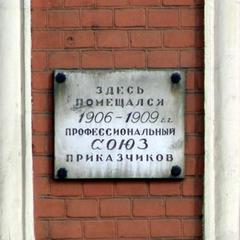 ЗДЕСЬ
ПОМЕЩАЛСЯ
1906-1909 г.г.
ПРОФЕССИОНАЛЬНЫЙ
СОЮЗ
ПРИКАЗЧИКОВ